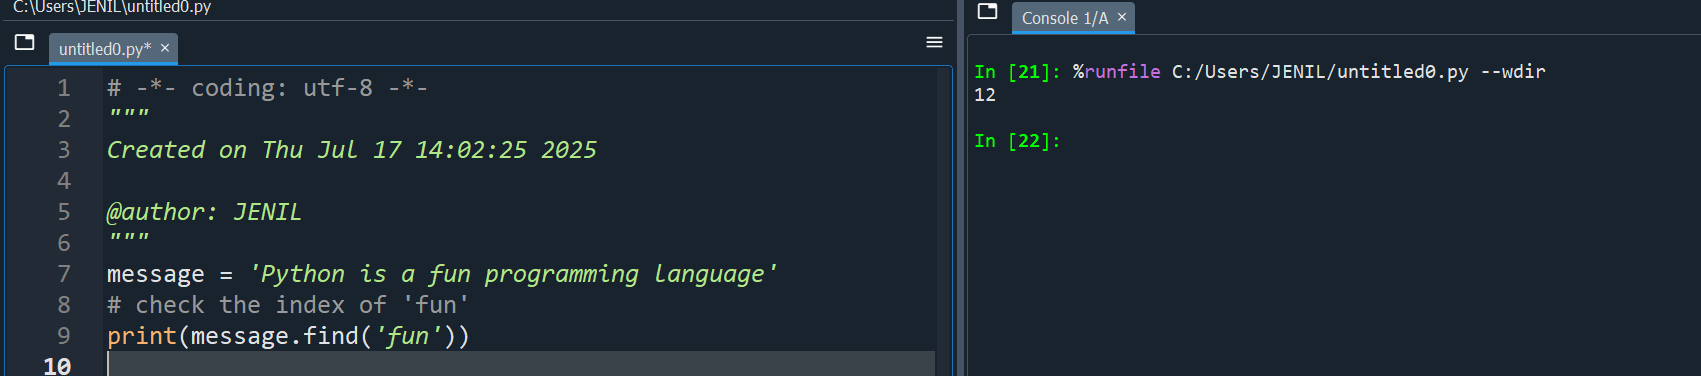 C:\Users\JENIL\untitled0.py
untitled0.py* ×
1 # -*- coding: utf-8 -*-
2 """
3 Created on Thu Jul 17 14:02:25 2025
4
5 @author: JENIL
6 """
7 message = 'Python is a fun programming language'
8 # check the index of 'fun'
9 print(message.find('fun'))
10
Console 1/A ×
In [21]: %runfile C:/Users/JENIL/untitled0.py --wdir
12
In [22]: